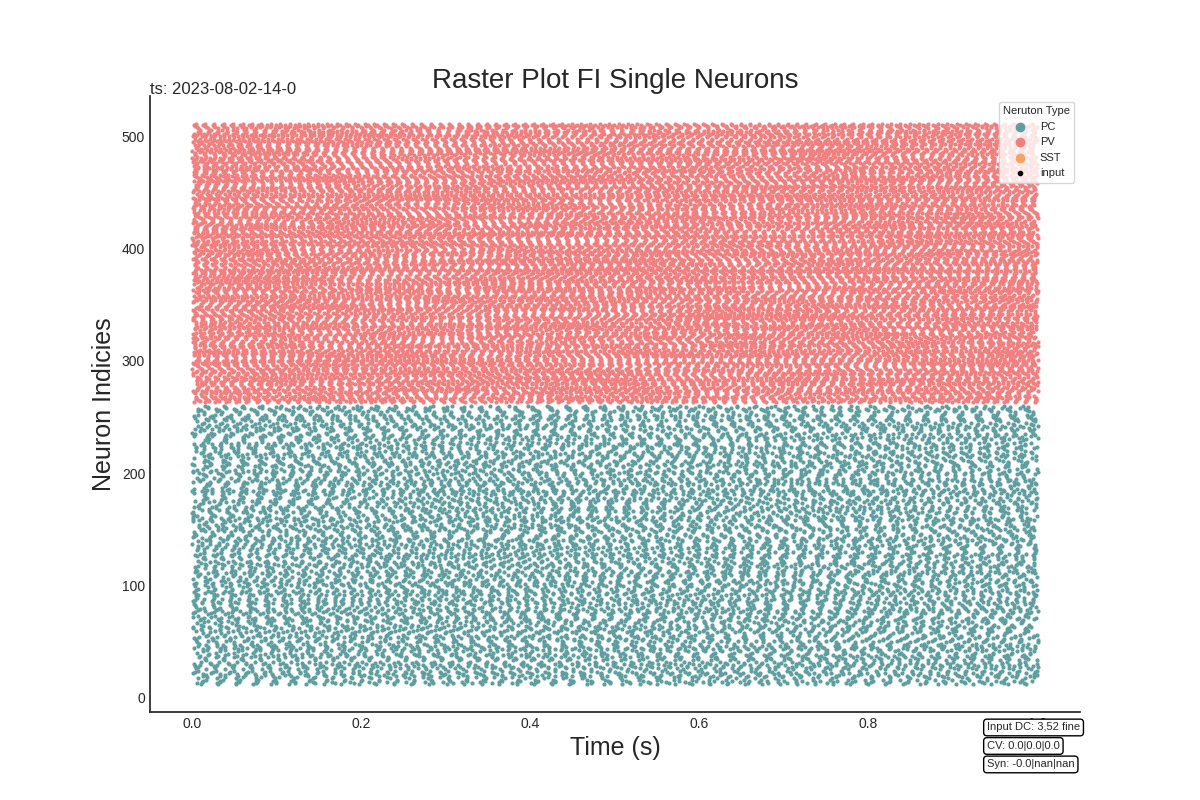 Raster Plot FI Single Neurons
ts: 2023-08-02-14-0
Neruton Type
PC
PV
SST
input
Neuron Indicies
500
400
300
200
100
0
0.0
0.2
0.4
0.6
0.8
Time (s)
Input DC: 3,52 fine
CV: 0.0|0.0|0.0
Syn: -0.0|nan|nan